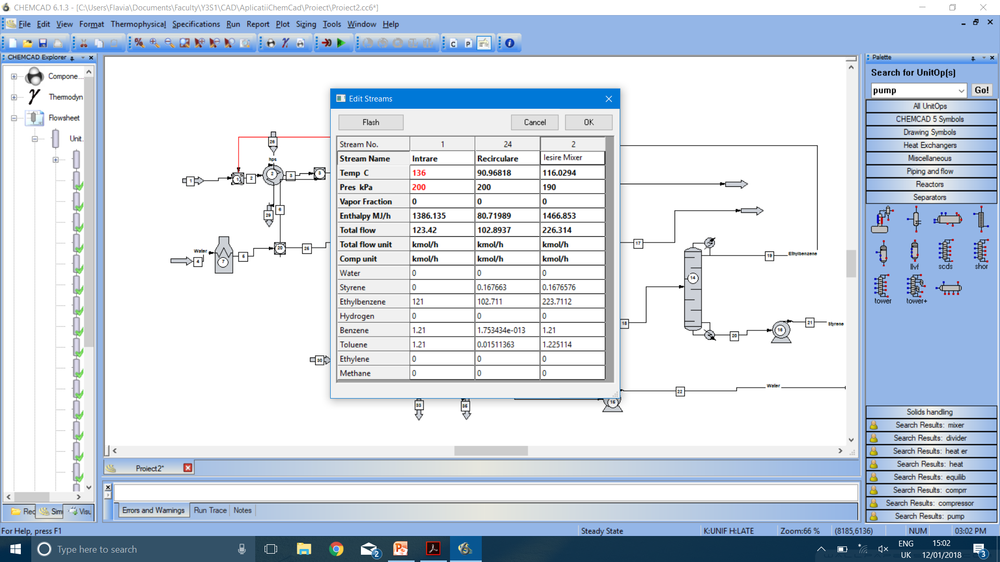 CHEMCAD 6.1.3 - [C:\Users\Flavia\Documents\Faculty\Y3S1\CAD\AplicatiiChemCad\Proiect\Proiect2.cc6*]
File Edit View Format Thermophysical Specifications Run Report Plot Sizing Tools Window Help
C P
CHEMCAD Explorer
Compone...
Thermodyn
Flowsheet
Unit.
Rec Sim Visu
Edit Streams
Flash Cancel OK
Stream No. 1 24 2
Stream Name Intrare Recirculare Iesire Mixer
Temp C 136 90.96818 116.0294
Pres kPa 200 200 190
Vapor Fraction 0 0 0
Enthalpy MJ/h 1386.135 80.71989 1466.853
Total flow 123.42 102.8937 226.314
Total flow unit kmol/h kmol/h kmol/h
Comp unit kmol/h kmol/h kmol/h
Water 0 0 0
Styrene 0 0.167663 0.1676576
Ethylbenzene 121 102.711 223.7112
Hydrogen 0 0 0
Benzene 1.21 1.753434e-013 1.21
Toluene 1.21 0.01511363 1.225114
Ethylene 0 0 0
Methane 0 0 0
hps
1 1 2 2 3 3
6
Water
4 7 5 20 25
30
33 35
15
22 Water
17
14
19 Ethylbenzene
18
20 16 21 Styrene
Palette
Search for UnitOp(s)
pump Go!
All UnitOps
CHEMCAD 5 Symbols
Drawing Symbols
Heat Exchangers
Miscellaneous
Piping and flow
Reactors
Separators
llvf scds shor
tower tower+
Solids handling
Search Results: mixer
Search Results: divider
Search Results: heat er
Search Results: heat
Search Results: equilib
Search Results: comprr
Search Results: compressor
Search Results: pump
Proiect2*
Errors and Warnings Run Trace Notes
For Help, press F1
Steady State K:UNIF H:LATE Zoom:66 % (8185,6136) NUM 03:02 PM
Type here to search
2
ENG
UK
15:02
12/01/2018
3